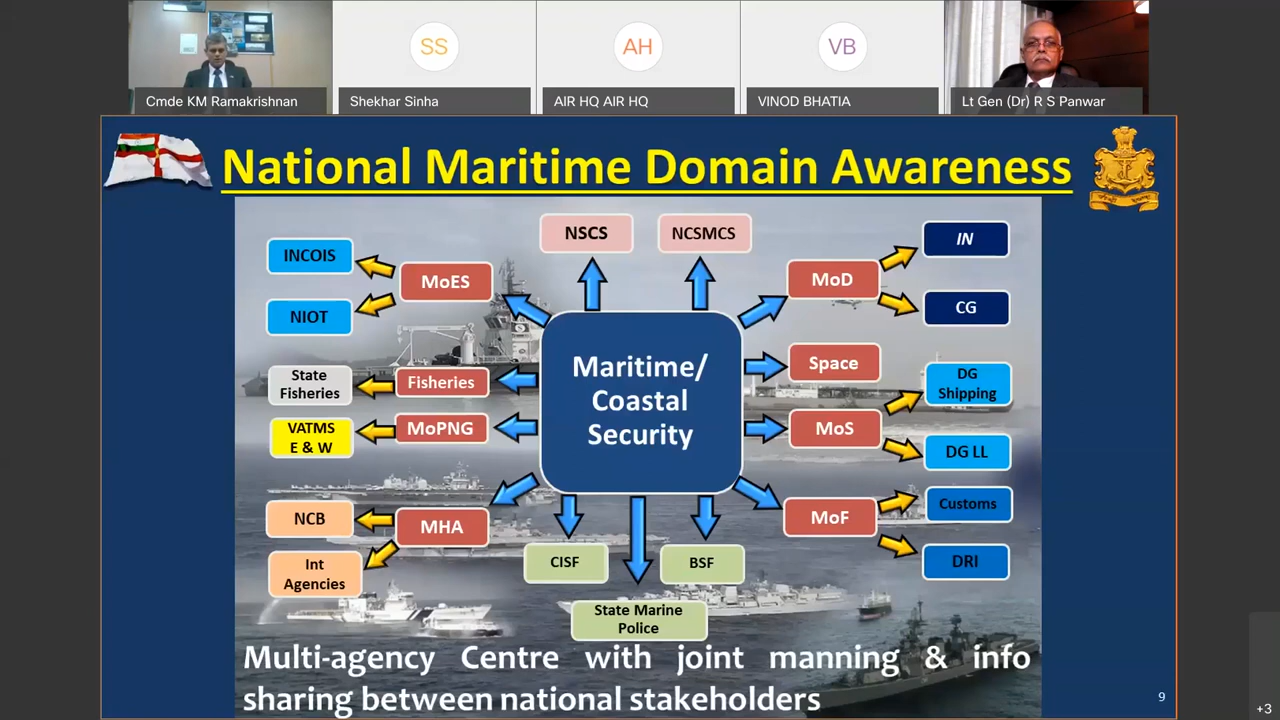 SS
AH
VB
Cmde KM Ramakrishnan
Shekhar Sinha
AIR HQ AIR HQ
VINOD BHATIA
Lt Gen (Dr) R S Panwar
National Maritime Domain Awareness
NSCS
NCSMCS
IN
INCOIS
MoES
MoD
NIOT
CG
Maritime/
Coastal
Security
Space
State
Fisheries
Fisheries
DG
Shipping
VATMS
E & W
MoPNG
MoS
DG LL
NCB
MHA
MoF
Customs
Int
Agencies
CISF
BSF
DRI
State Marine
Police
Multi-agency Centre with joint manning & info
sharing between national stakeholders
9
+3